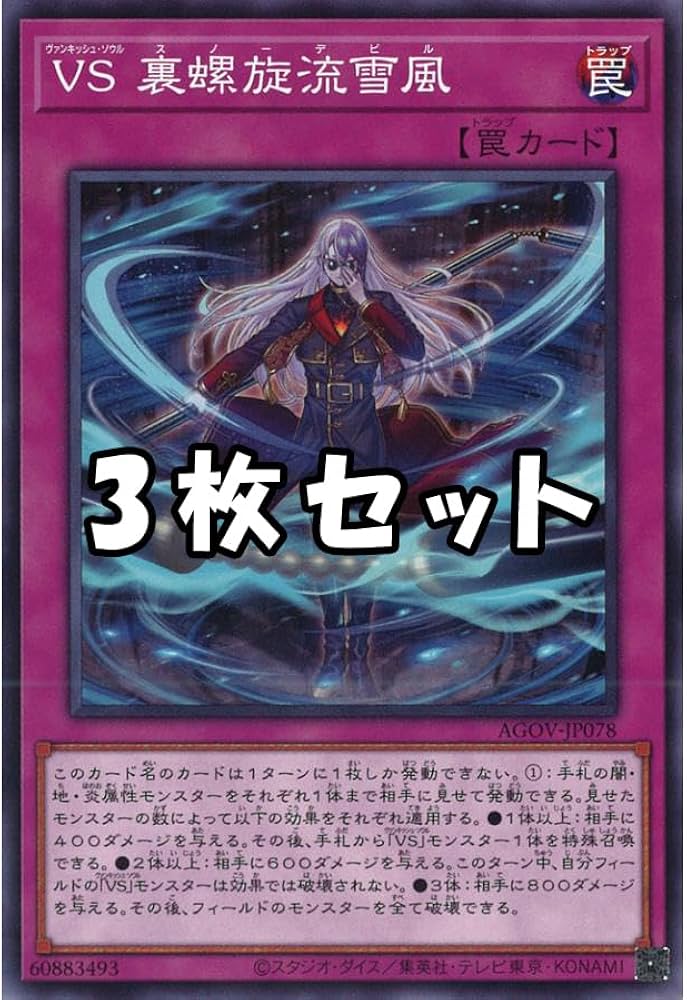 ヴァンキッシュ・ソウル スノーデビル
VS 裏螺旋流雪風
トラップ
罠
トラップ
【罠カード】
3枚セット
AGOV-JP078
このカード名のカードは1ターンに1枚しか発動できない。①:手札の闇・
地・炎属性モンスターをそれぞれ1体まで相手に見せて発動できる。見せた
モンスターの数によって以下の効果をそれぞれ適用する。●1体以上:相手に
400ダメージを与える。その後、手札から「VS」モンスター1体を特殊召喚
できる。●2体以上:相手に600ダメージを与える。このターン中、自分フィー
ルドの「VS」モンスターは効果では破壊されない。●3体:相手に800ダメージ
を与える。その後、フィールドのモンスターを全て破壊できる。
60883493
©スタジオ・ダイス/集英社・テレビ東京・KONAMI